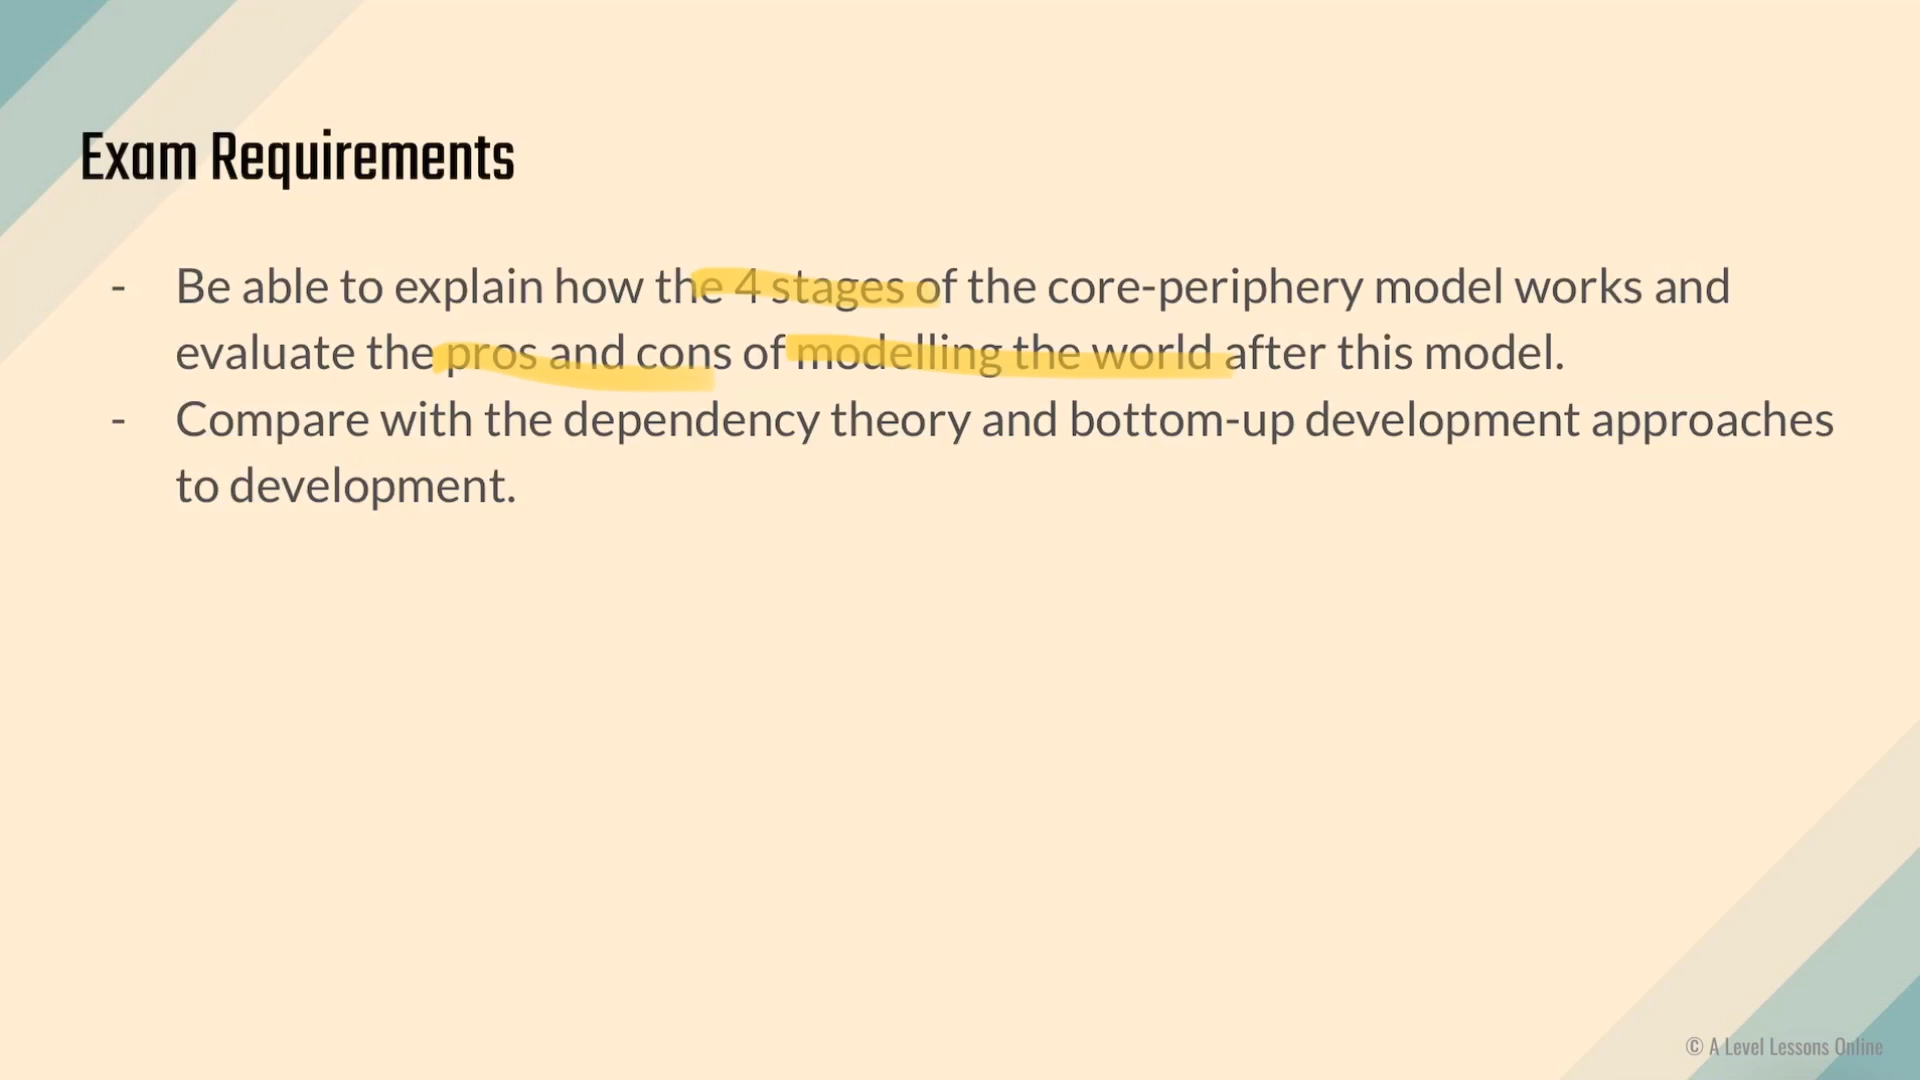 Exam Requirements
- Be able to explain how the 4 stages of the core-periphery model works and
evaluate the pros and cons of modelling the world after this model.
- Compare with the dependency theory and bottom-up development approaches
to development.
© A Level Lessons Online